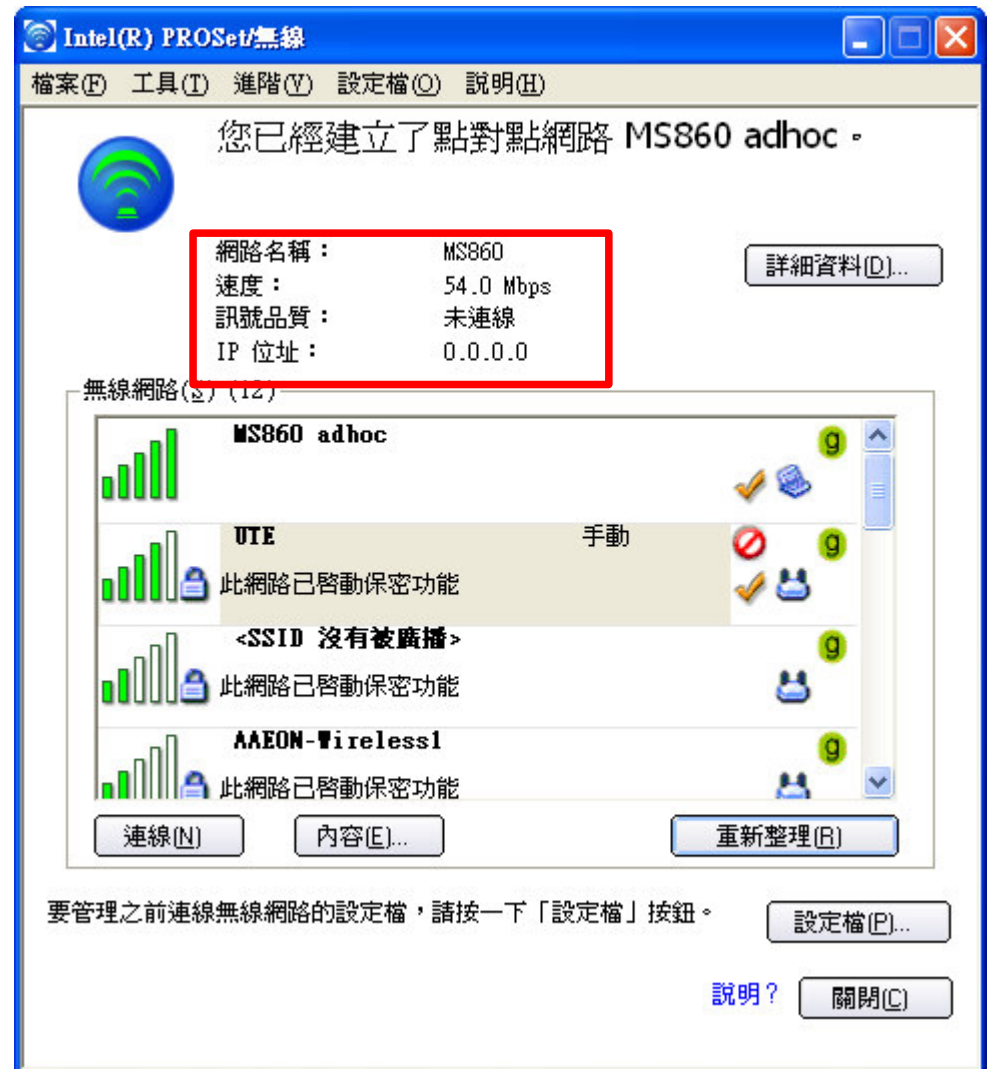 Intel(R) PROSet/無線
檔案(F) 工具(T) 進階(V) 設定檔(O) 說明(H)
您已經建立了點對點網路 MS860 adhoc。
網路名稱： MS860
詳細資料(D)...
速度： 54.0 Mbps
訊號品質： 未連線
IP 位址： 0.0.0.0
無線網路(S) (12)
MS860 adhoc
g
UTE 手動
g
此網路已啓動保密功能
<SSID 沒有被廣播>
g
此網路已啓動保密功能
AAEON-Wireless1
g
此網路已啓動保密功能
連線(N) 內容(E)... 重新整理(R)
要管理之前連線無線網路的設定檔，請按一下「設定檔」按鈕。 設定檔(P)...
說明? 關閉(C)